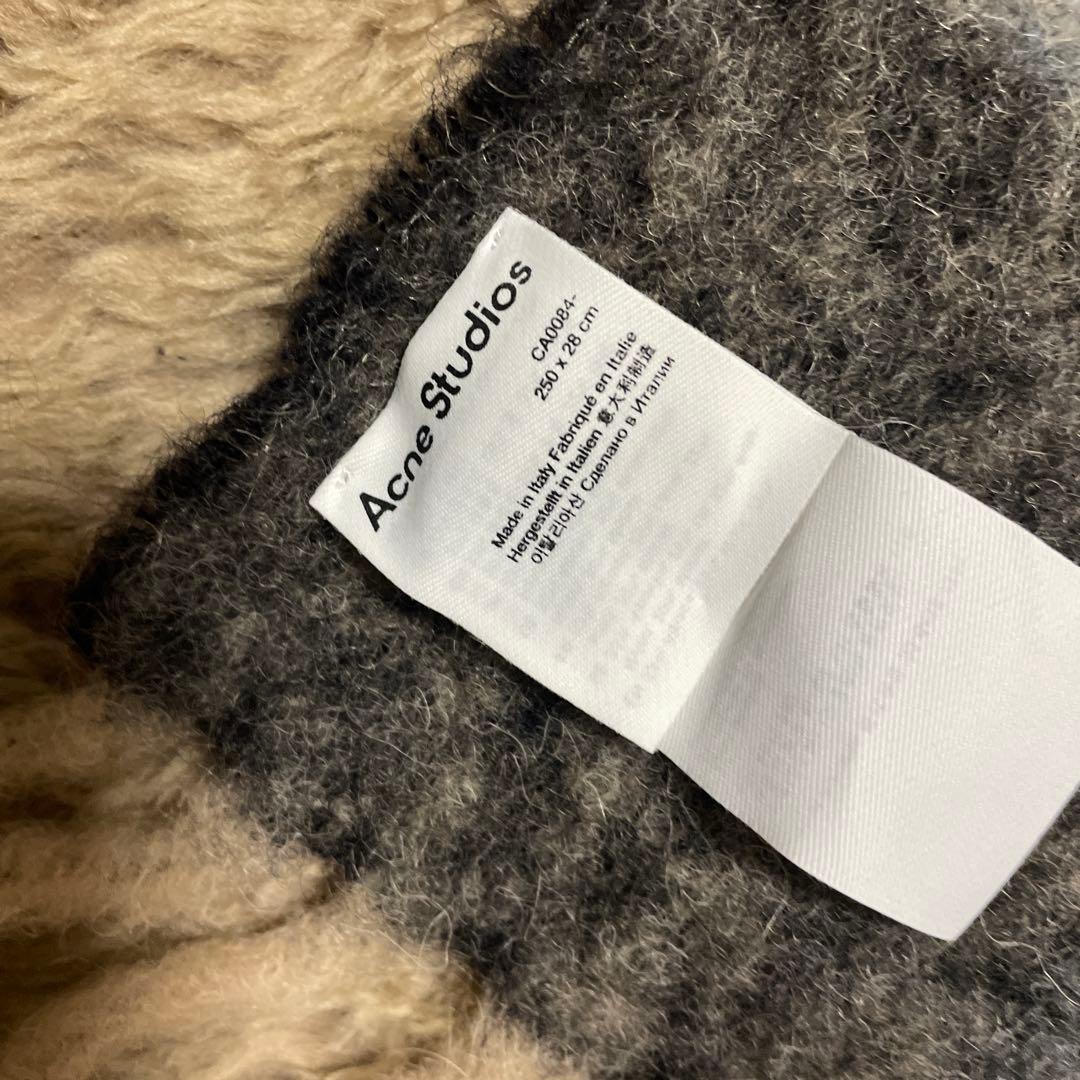 Acne Studios
CA0084-
250 x 28 cm
Made in Italy Fabriqué en Italie
Hergestellt in Italien 意大利制造
이탈리아산 Сделано в Италии